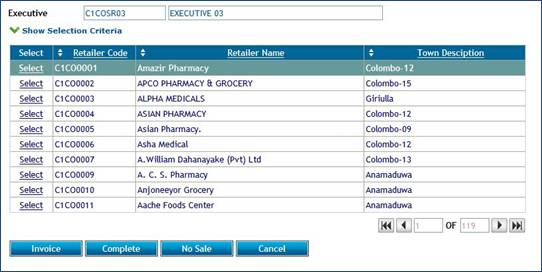 Executive C1COSR03 EXECUTIVE 03
Show Selection Criteria
Select Retailer Code Retailer Name Town Desciption
Select C1CO0001 Amazir Pharmacy Colombo-12
Select C1CO0002 APCO PHARMACY & GROCERY Colombo-15
Select C1CO0003 ALPHA MEDICALS Giriulla
Select C1CO0004 ASIAN PHARMACY Colombo-12
Select C1CO0005 Asian Pharmacy. Colombo-09
Select C1CO0006 Asha Medical Colombo-12
Select C1CO0007 A.William Dahanayake (Pvt) Ltd Colombo-13
Select C1CO0009 A. C. S. Pharmacy Anamaduwa
Select C1CO0010 Anjoneeyor Grocery Anamaduwa
Select C1CO0011 Aache Foods Center Anamaduwa
1 OF 119
Invoice Complete No Sale Cancel